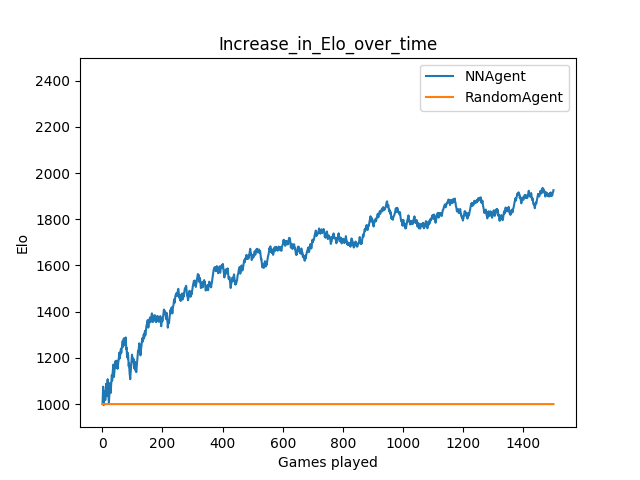 Increase_in_Elo_over_time
NNAgent
RandomAgent
2400
2200
2000
1800
1600
1400
1200
1000
Elo
0 200 400 600 800 1000 1200 1400
Games played